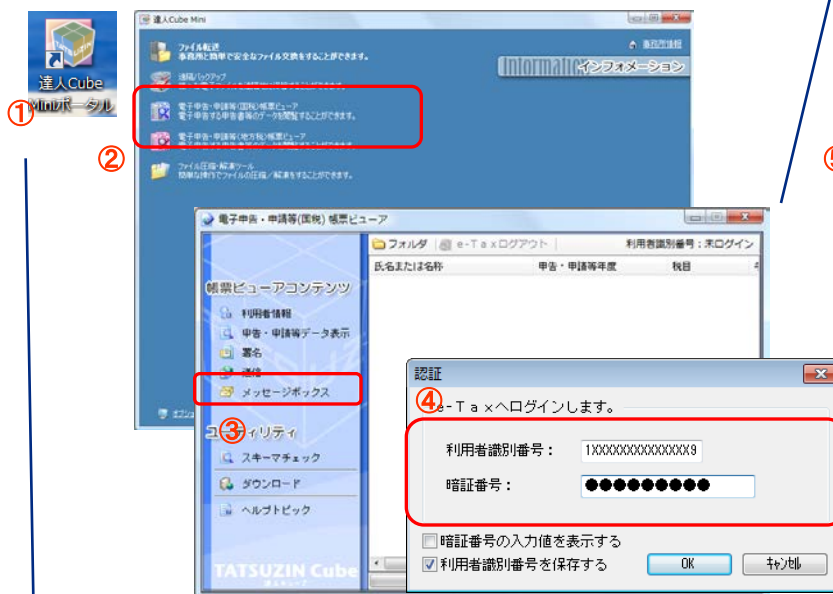 達人Cube
Miniポータル
①
②
達人Cube Mini
事務所情報
インフォメーション
ファイル転送
事務所と簡単で安全なファイル交換をすることができます。
遠隔バックアップ
電子申告・申請等(国税)帳票ビューア
電子申告する申告書等のデータを閲覧することができます。
電子申告・申請等(地方税)帳票ビューア
ファイル圧縮・解凍ツール
簡単な操作でファイルの圧縮/解凍をすることができます。
電子申告・申請等(国税) 帳票ビューア
フォルダ
e-Taxログアウト
利用者識別番号:未ログイン
氏名または名称
申告・申請等年度
税目
帳票ビューアコンテンツ
利用者情報
申告・申請等データ表示
署名
送信
メッセージボックス
③
ユーティリティ
スキーマチェック
ダウンロード
ヘルプトピック
TATSUZIN Cube
認証
④
e-Taxへログインします。
利用者識別番号:
1XXXXXXXXXXXXXX9
暗証番号:
●●●●●●●●●
暗証番号の入力値を表示する
利用者識別番号を保存する
OK
キャンセル